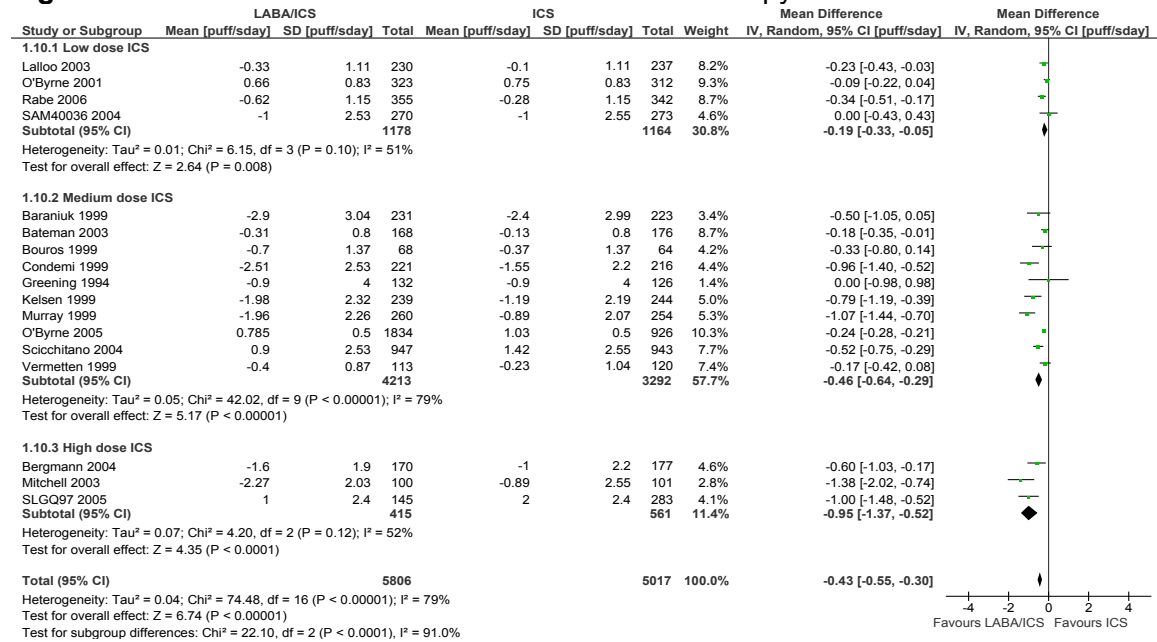 LABA/ICS ICS Mean Difference Mean Difference
Study or Subgroup Mean [puff/sday] SD [puff/sday] Total Mean [puff/sday] SD [puff/sday] Total Weight IV, Random, 95% CI [puff/sday] IV, Random, 95% CI [puff/sday]
1.10.1 Low dose ICS
Lalloo 2003 -0.33 1.11 230 -0.1 1.11 237 8.2% -0.23 [-0.43, -0.03]
O'Byrne 2001 0.66 0.83 323 0.75 0.83 312 9.3% -0.09 [-0.22, 0.04]
Rabe 2006 -0.62 1.15 355 -0.28 1.15 342 8.7% -0.34 [-0.51, -0.17]
SAM40036 2004 -1 2.53 270 -1 2.55 273 4.6% 0.00 [-0.43, 0.43]
Subtotal (95% CI) 1178 1164 30.8% -0.19 [-0.33, -0.05]
Heterogeneity: Tau² = 0.01; Chi² = 6.15, df = 3 (P = 0.10); I² = 51%
Test for overall effect: Z = 2.64 (P = 0.008)
1.10.2 Medium dose ICS
Baraniuk 1999 -2.9 3.04 231 -2.4 2.99 223 3.4% -0.50 [-1.05, 0.05]
Bateman 2003 -0.31 0.8 168 -0.13 0.8 176 8.7% -0.18 [-0.35, -0.01]
Bouros 1999 -0.7 1.37 68 -0.37 1.37 64 4.2% -0.33 [-0.80, 0.14]
Condemi 1999 -2.51 2.53 221 -1.55 2.2 216 4.4% -0.96 [-1.40, -0.52]
Greening 1994 -0.9 4 132 -0.9 4 126 1.4% 0.00 [-0.98, 0.98]
Kelsen 1999 -1.98 2.32 239 -1.19 2.19 244 5.0% -0.79 [-1.19, -0.39]
Murray 1999 -1.96 2.26 260 -0.89 2.07 254 5.3% -1.07 [-1.44, -0.70]
O'Byrne 2005 0.785 0.5 1834 1.03 0.5 926 10.3% -0.24 [-0.28, -0.21]
Scicchitano 2004 0.9 2.53 947 1.42 2.55 943 7.7% -0.52 [-0.75, -0.29]
Vermetten 1999 -0.4 0.87 113 -0.23 1.04 120 7.4% -0.17 [-0.42, 0.08]
Subtotal (95% CI) 4213 3292 57.7% -0.46 [-0.64, -0.29]
Heterogeneity: Tau² = 0.05; Chi² = 42.02, df = 9 (P < 0.00001); I² = 79%
Test for overall effect: Z = 5.17 (P < 0.00001)
1.10.3 High dose ICS
Bergmann 2004 -1.6 1.9 170 -1 2.2 177 4.6% -0.60 [-1.03, -0.17]
Mitchell 2003 -2.27 2.03 100 -0.89 2.55 101 2.8% -1.38 [-2.02, -0.74]
SLGQ97 2005 1 2.4 145 2 2.4 283 4.1% -1.00 [-1.48, -0.52]
Subtotal (95% CI) 415 561 11.4% -0.95 [-1.37, -0.52]
Heterogeneity: Tau² = 0.07; Chi² = 4.20, df = 2 (P = 0.12); I² = 52%
Test for overall effect: Z = 4.35 (P < 0.0001)
Total (95% CI) 5806 5017 100.0% -0.43 [-0.55, -0.30]
Heterogeneity: Tau² = 0.04; Chi² = 74.48, df = 16 (P < 0.00001); I² = 79%
Test for overall effect: Z = 6.74 (P < 0.00001)
Test for subgroup differences: Chi² = 22.10, df = 2 (P < 0.0001), I² = 91.0%
-4 -2 0 2 4
Favours LABA/ICS Favours ICS